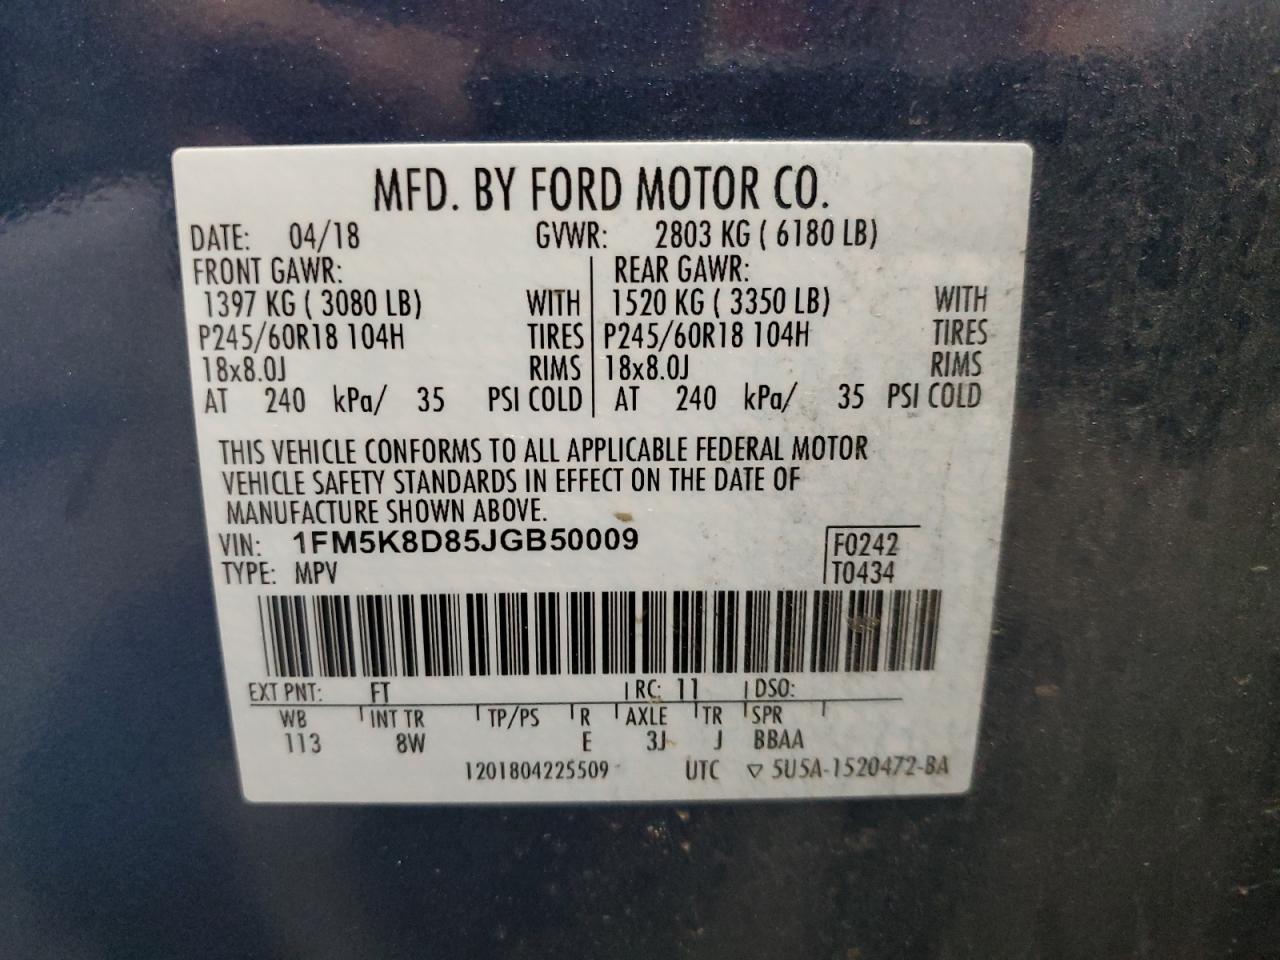 MFD. BY FORD MOTOR CO.
DATE: 04/18 GVWR: 2803 KG ( 6180 LB)
FRONT GAWR: REAR GAWR:
1397 KG ( 3080 LB) WITH 1520 KG ( 3350 LB) WITH
P245/60R18 104H TIRES P245/60R18 104H TIRES
18x8.0J RIMS 18x8.0J RIMS
AT 240 kPa/ 35 PSI COLD AT 240 kPa/ 35 PSI COLD
THIS VEHICLE CONFORMS TO ALL APPLICABLE FEDERAL MOTOR
VEHICLE SAFETY STANDARDS IN EFFECT ON THE DATE OF
MANUFACTURE SHOWN ABOVE.
VIN: 1FM5K8D85JGB50009 F0242
TYPE: MPV T0434
EXT PNT: FT RC: 11 DSO:
WB INT TR TP/PS R AXLE TR SPR
113 8W E 3J J BBAA
1201804225509 UTC ▽ 5U5A-1520472-BA